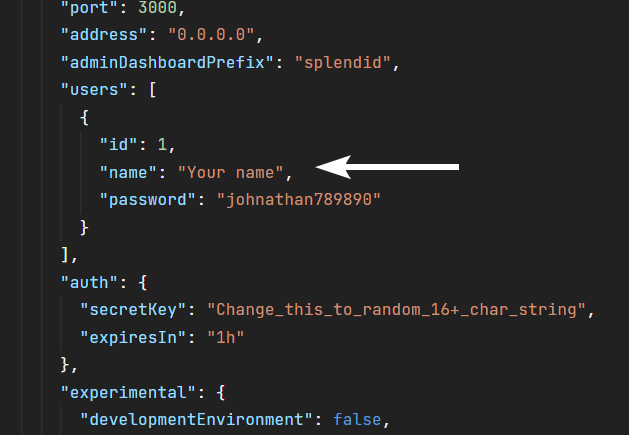 "port": 3000,
"address": "0.0.0.0",
"adminDashboardPrefix": "splendid",
"users": [
{
"id": 1,
"name": "Your name",
"password": "johnathan789890"
}
],
"auth": {
"secretKey": "Change_this_to_random_16+_char_string",
"expiresIn": "1h"
},
"experimental": {
"developmentEnvironment": false,